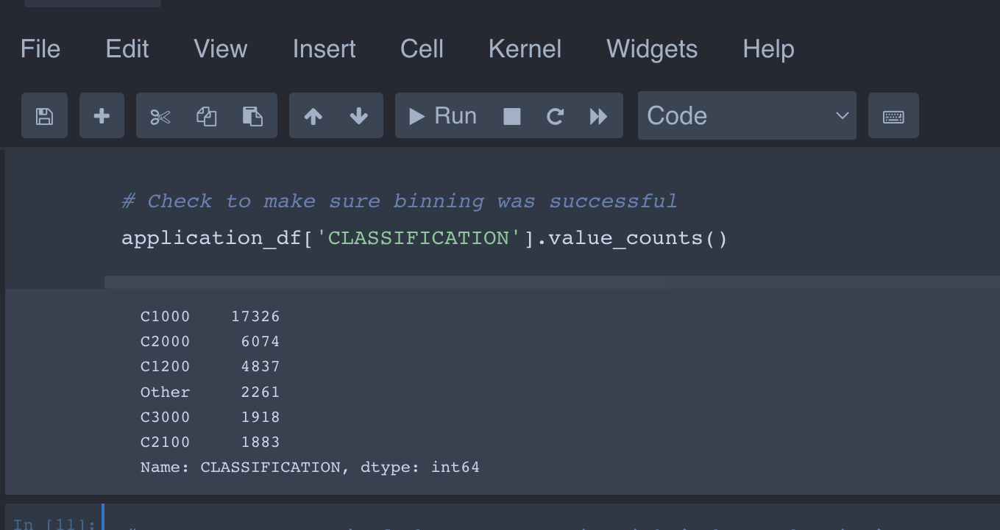 File Edit View Insert Cell Kernel Widgets Help
Run Code
# Check to make sure binning was successful
application_df['CLASSIFICATION'].value_counts()
C1000 17326
C2000 6074
C1200 4837
Other 2261
C3000 1918
C2100 1883
Name: CLASSIFICATION, dtype: int64
In [11]: